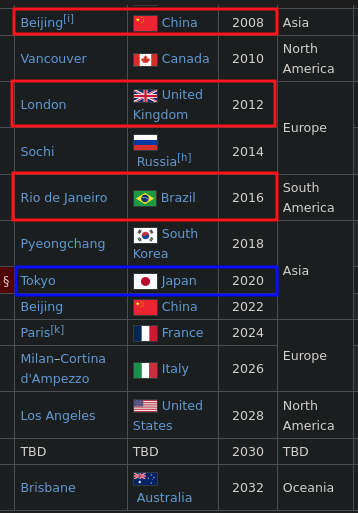 Beijing[i] China 2008 Asia
Vancouver Canada 2010 North
America
London United
Kingdom 2012
Europe
Sochi Russia[h] 2014
Rio de Janeiro Brazil 2016 South
America
Pyeongchang South
Korea 2018
Asia
§ Tokyo Japan 2020
Beijing China 2022
Paris[k] France 2024
Europe
Milan–Cortina
d'Ampezzo Italy 2026
Los Angeles United
States 2028 North
America
TBD TBD 2030 TBD
Brisbane Australia 2032 Oceania